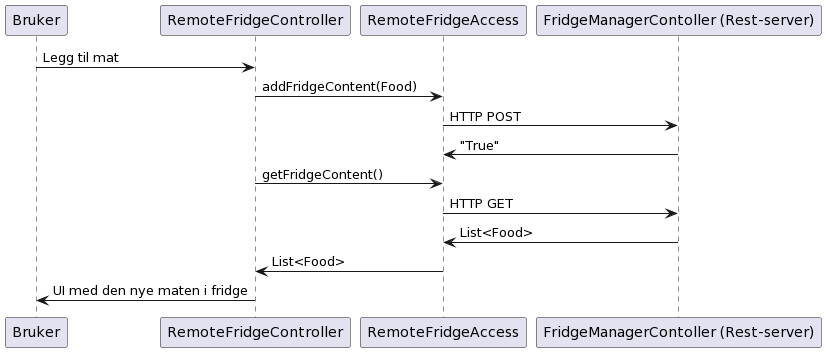 Bruker RemoteFridgeController RemoteFridgeAccess FridgeManagerContoller (Rest-server)
Legg til mat
addFridgeContent(Food)
HTTP POST
"True"
getFridgeContent()
HTTP GET
List<Food>
List<Food>
UI med den nye maten i fridge
Bruker RemoteFridgeController RemoteFridgeAccess FridgeManagerContoller (Rest-server)